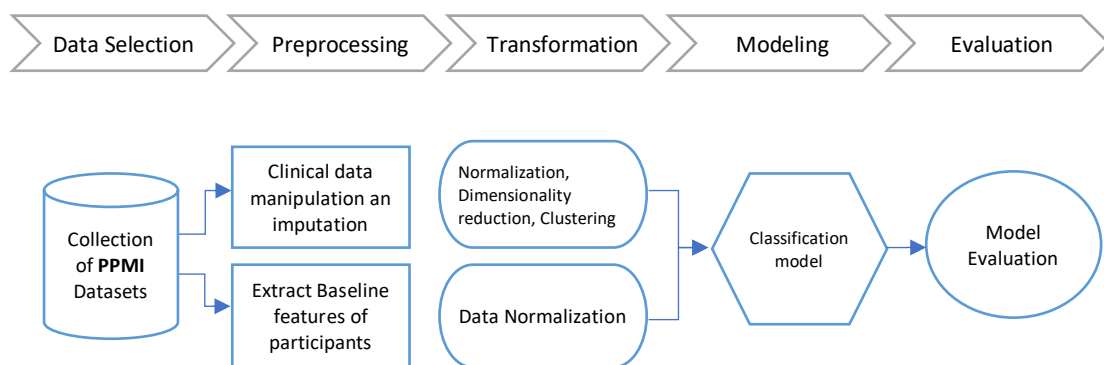 Data Selection
Preprocessing
Transformation
Modeling
Evaluation
Collection
of PPMI
Datasets
Clinical data
manipulation an
imputation
Extract Baseline
features of
participants
Normalization,
Dimensionality
reduction, Clustering
Data Normalization
Classification
model
Model
Evaluation